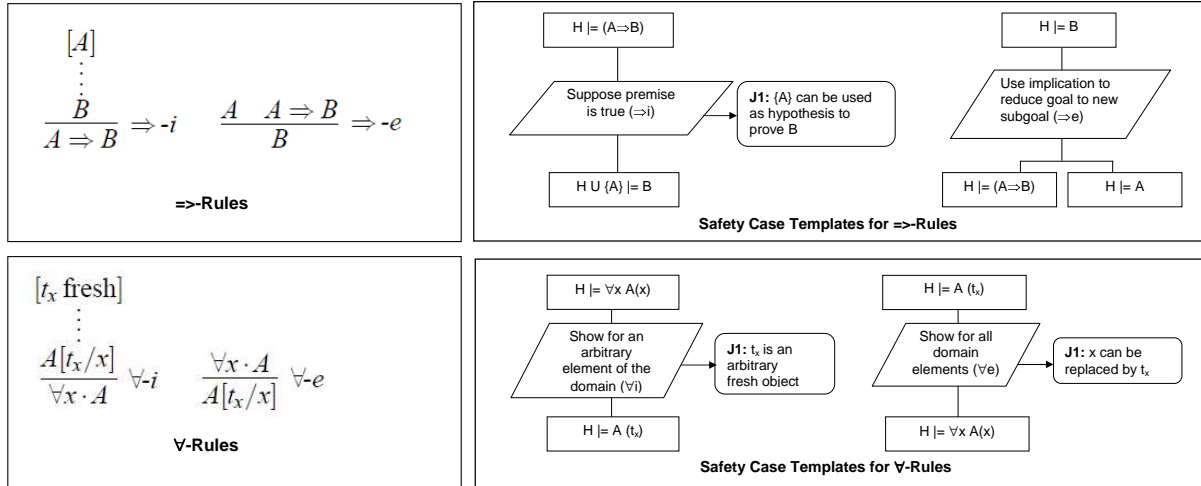 [A]
B
A ⇒ B
⇒-i
A A ⇒ B
B
⇒-e
=>-Rules
H |= (A⇒B)
Suppose premise
is true (⇒i)
J1: {A} can be used
as hypothesis to
prove B
H U {A} |= B
H |= B
Use implication to
reduce goal to new
subgoal (⇒e)
H |= (A⇒B)
H |= A
Safety Case Templates for =>-Rules
[tₓ fresh]
A[tₓ/x]
∀x · A
∀-i
∀x · A
A[tₓ/x]
∀-e
∀-Rules
H |= ∀x A(x)
Show for an
arbitrary
element of the
domain (∀i)
J1: tₓ is an
arbitrary
fresh object
H |= A (tₓ)
H |= A (tₓ)
Show for all
domain
elements (∀e)
J1: x can be
replaced by tₓ
H |= ∀x A(x)
Safety Case Templates for ∀-Rules